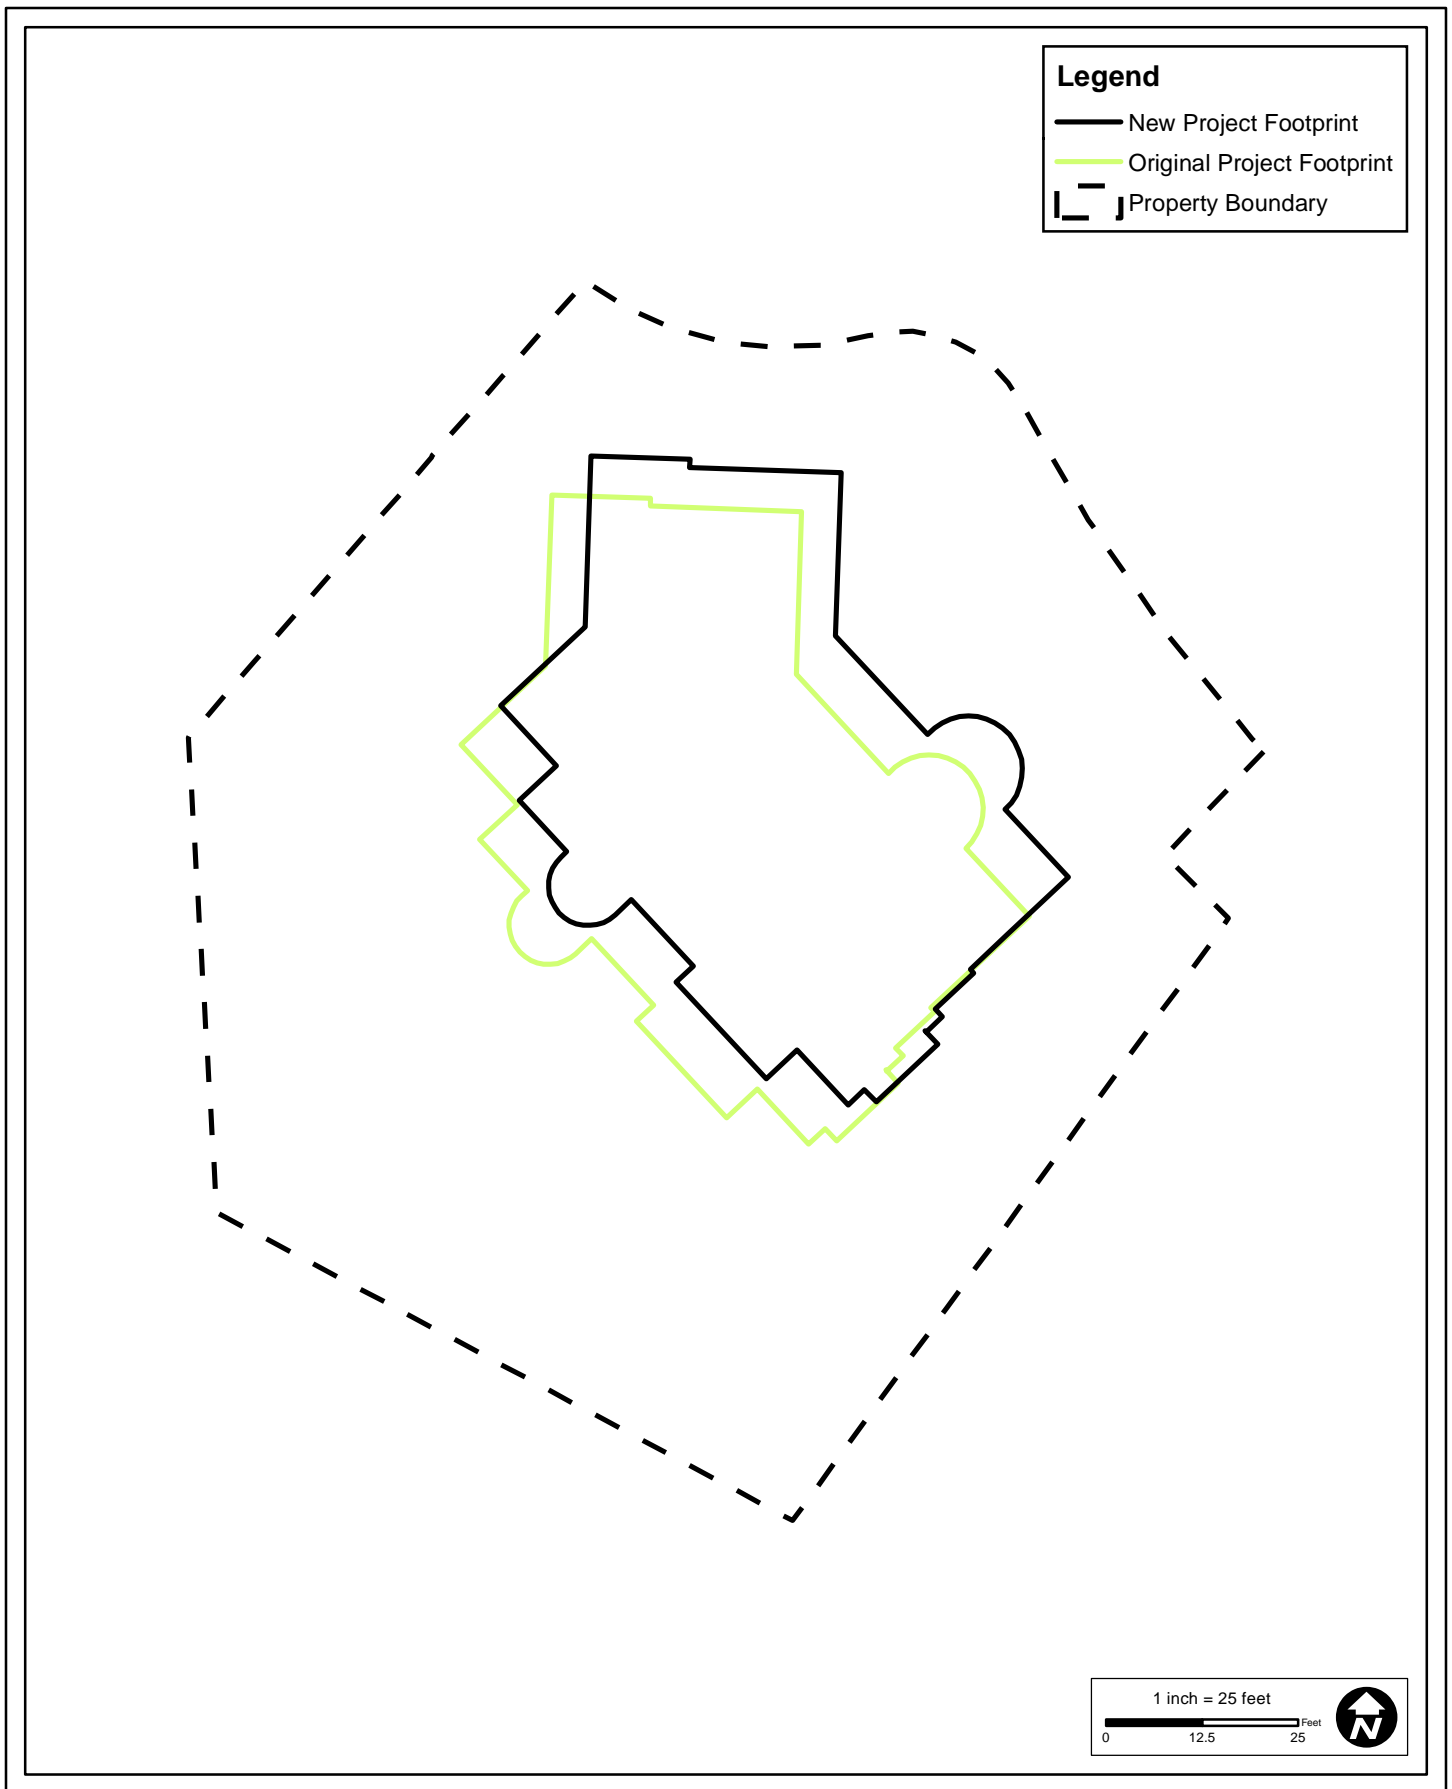 Legend
New Project Footprint
Original Project Footprint
Property Boundary
1 inch = 25 feet
Feet
0 12.5 25
N